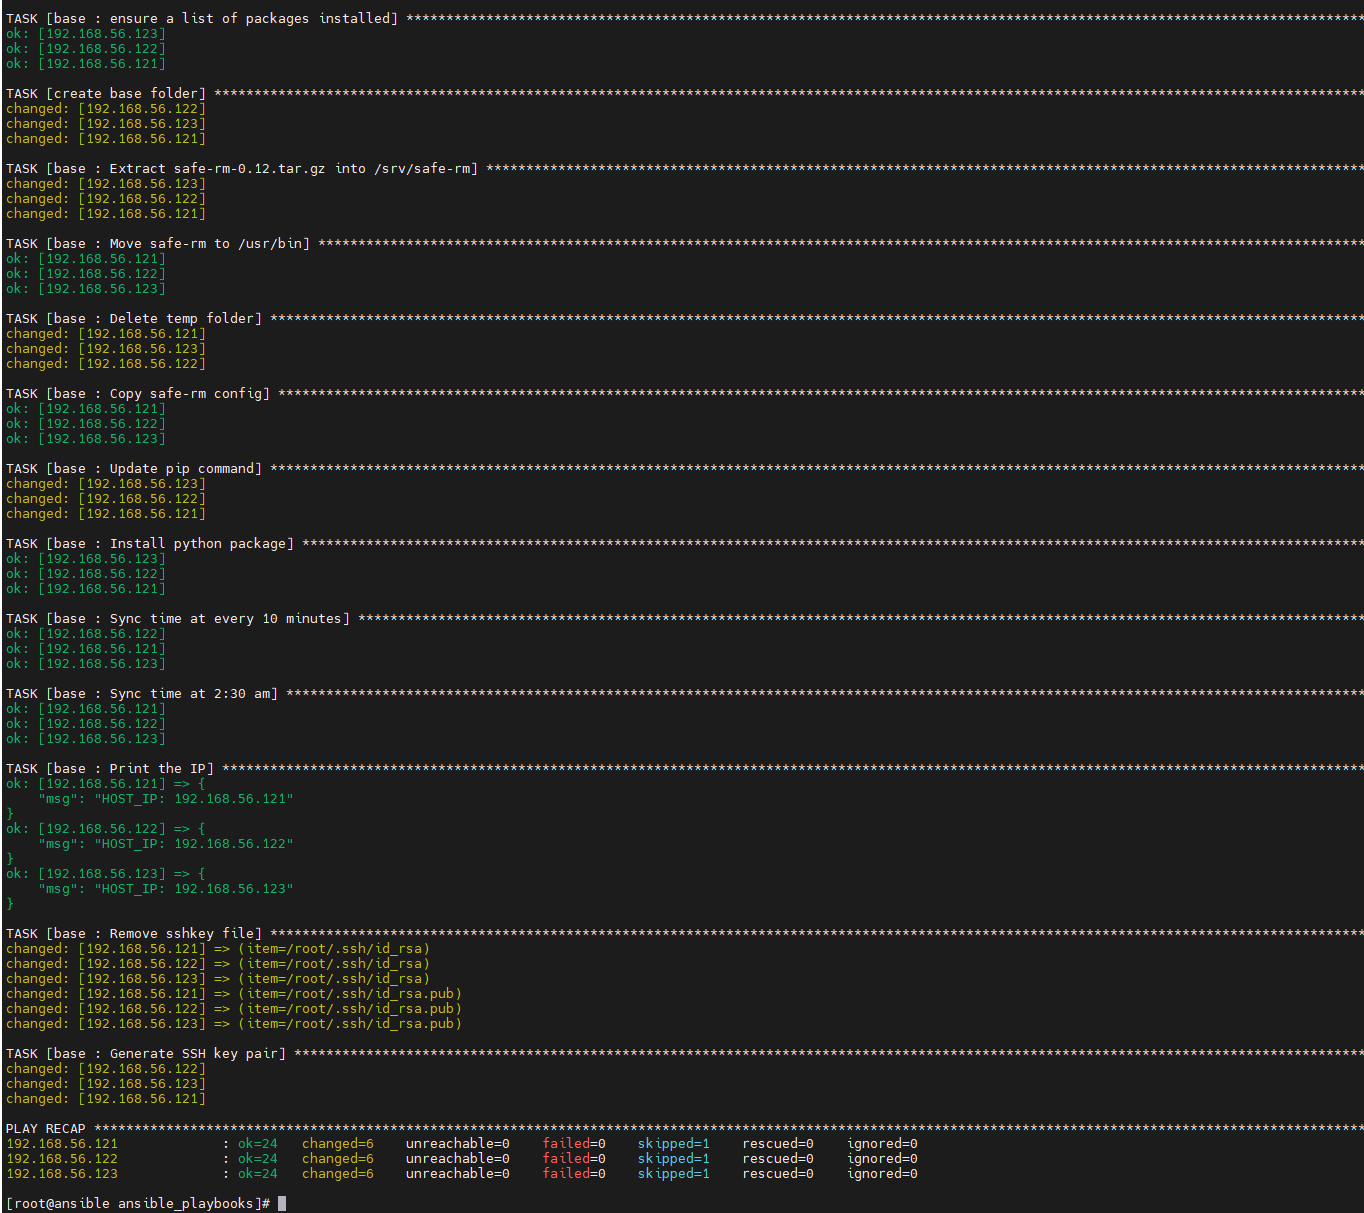 TASK [base : ensure a list of packages installed] ************************************************************************************************************************
ok: [192.168.56.123]
ok: [192.168.56.122]
ok: [192.168.56.121]
TASK [create base folder] ************************************************************************************************************************************************
changed: [192.168.56.122]
changed: [192.168.56.123]
changed: [192.168.56.121]
TASK [base : Extract safe-rm-0.12.tar.gz into /srv/safe-rm] **************************************************************************************************************
changed: [192.168.56.123]
changed: [192.168.56.122]
changed: [192.168.56.121]
TASK [base : Move safe-rm to /usr/bin] ***********************************************************************************************************************************
ok: [192.168.56.121]
ok: [192.168.56.122]
ok: [192.168.56.123]
TASK [base : Delete temp folder] *****************************************************************************************************************************************
changed: [192.168.56.121]
changed: [192.168.56.123]
changed: [192.168.56.122]
TASK [base : Copy safe-rm config] ****************************************************************************************************************************************
ok: [192.168.56.121]
ok: [192.168.56.122]
ok: [192.168.56.123]
TASK [base : Update pip command] *****************************************************************************************************************************************
changed: [192.168.56.123]
changed: [192.168.56.122]
changed: [192.168.56.121]
TASK [base : Install python package] *************************************************************************************************************************************
ok: [192.168.56.123]
ok: [192.168.56.122]
ok: [192.168.56.121]
TASK [base : Sync time at every 10 minutes] ******************************************************************************************************************************
ok: [192.168.56.122]
ok: [192.168.56.121]
ok: [192.168.56.123]
TASK [base : Sync time at 2:30 am] ***************************************************************************************************************************************
ok: [192.168.56.121]
ok: [192.168.56.122]
ok: [192.168.56.123]
TASK [base : Print the IP] ***********************************************************************************************************************************************
ok: [192.168.56.121] => {
"msg": "HOST_IP: 192.168.56.121"
}
ok: [192.168.56.122] => {
"msg": "HOST_IP: 192.168.56.122"
}
ok: [192.168.56.123] => {
"msg": "HOST_IP: 192.168.56.123"
}
TASK [base : Remove sshkey file] *****************************************************************************************************************************************
changed: [192.168.56.121] => (item=/root/.ssh/id_rsa)
changed: [192.168.56.122] => (item=/root/.ssh/id_rsa)
changed: [192.168.56.123] => (item=/root/.ssh/id_rsa)
changed: [192.168.56.121] => (item=/root/.ssh/id_rsa.pub)
changed: [192.168.56.122] => (item=/root/.ssh/id_rsa.pub)
changed: [192.168.56.123] => (item=/root/.ssh/id_rsa.pub)
TASK [base : Generate SSH key pair] **************************************************************************************************************************************
changed: [192.168.56.122]
changed: [192.168.56.123]
changed: [192.168.56.121]
PLAY RECAP ***************************************************************************************************************************************************************
192.168.56.121 : ok=24 changed=6 unreachable=0 failed=0 skipped=1 rescued=0 ignored=0
192.168.56.122 : ok=24 changed=6 unreachable=0 failed=0 skipped=1 rescued=0 ignored=0
192.168.56.123 : ok=24 changed=6 unreachable=0 failed=0 skipped=1 rescued=0 ignored=0
[root@ansible ansible_playbooks]#